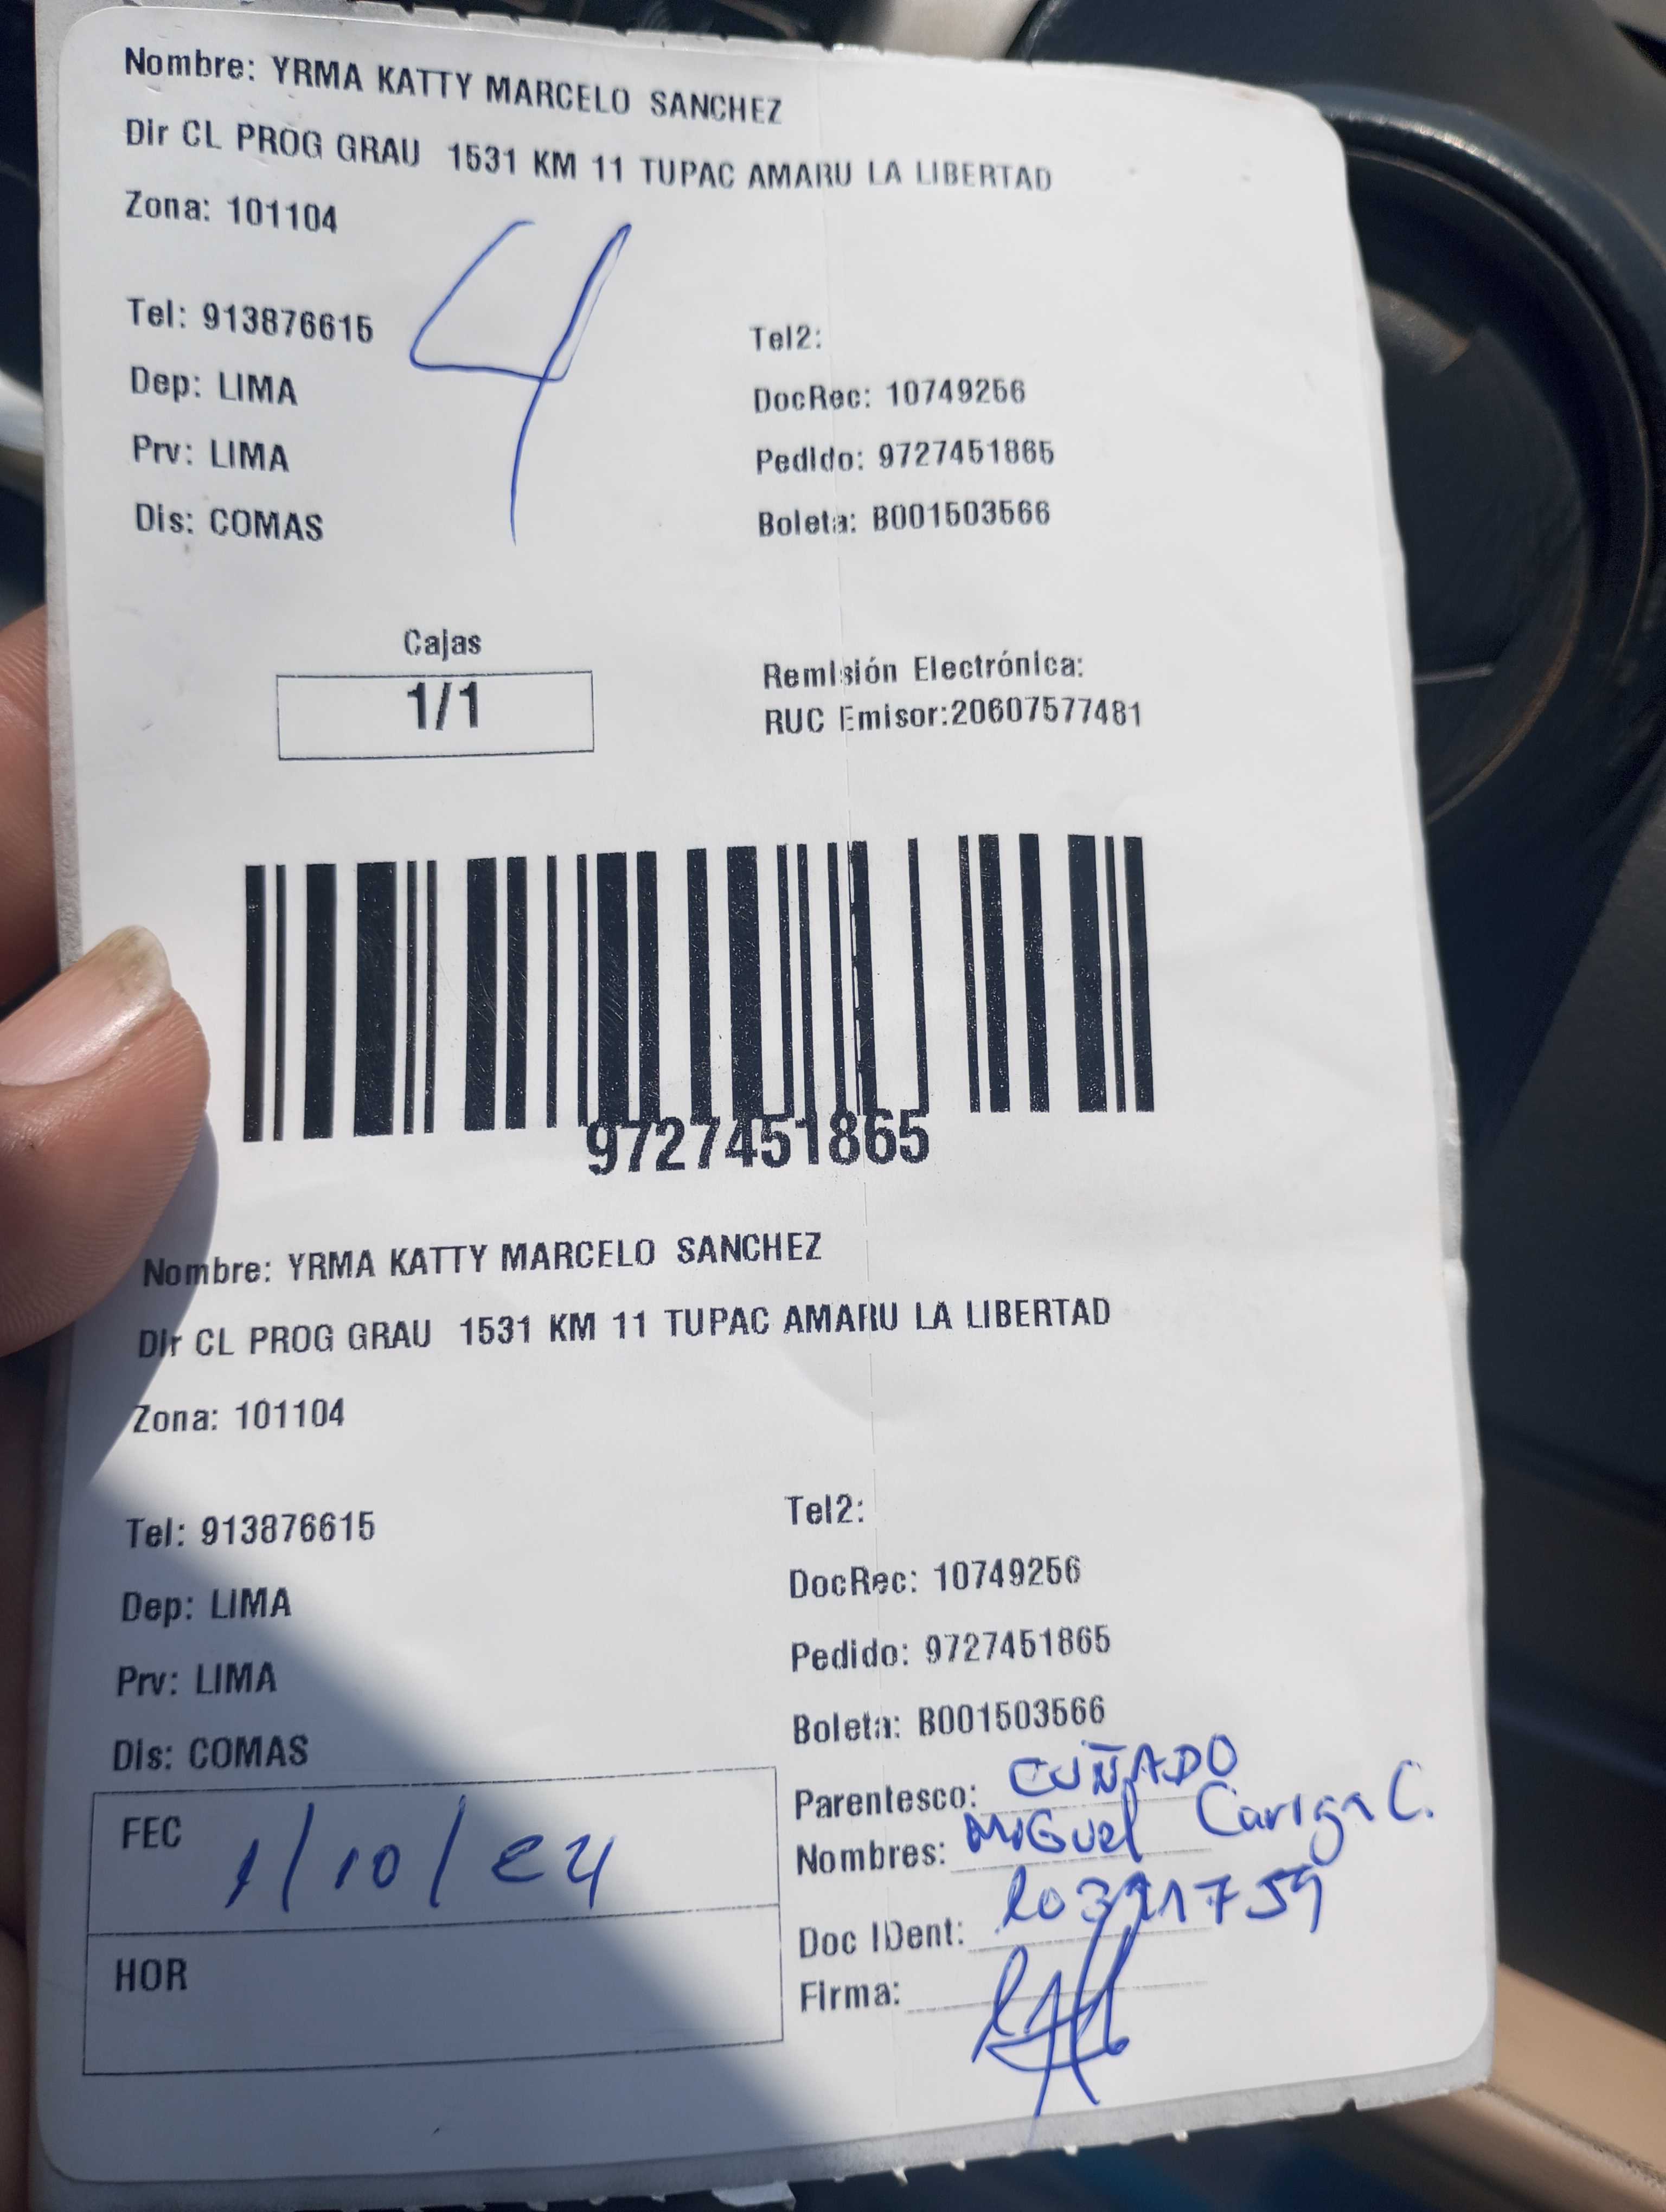 Nombre: YRMA KATTY MARCELO SANCHEZ
Dir CL PROG GRAU 1531 KM 11 TUPAC AMARU LA LIBERTAD
Zona: 101104
4
Tel: 913876615
Tel2:
Dep: LIMA
DocRec: 10749256
Prv: LIMA
Pedido: 9727451865
Dis: COMAS
Boleta: B001503566
Cajas
1/1
Remisión Electrónica:
RUC Emisor:20607577481
9727451865
Nombre: YRMA KATTY MARCELO SANCHEZ
Dir CL PROG GRAU 1531 KM 11 TUPAC AMARU LA LIBERTAD
Zona: 101104
Tel: 913876615
Tel2:
Dep: LIMA
DocRec: 10749256
Prv: LIMA
Pedido: 9727451865
Dis: COMAS
Boleta: B001503566
FEC 1/10/24
HOR
Parentesco: CUÑADO
Nombres: MIGuel C.
Doc IDent:
Firma: